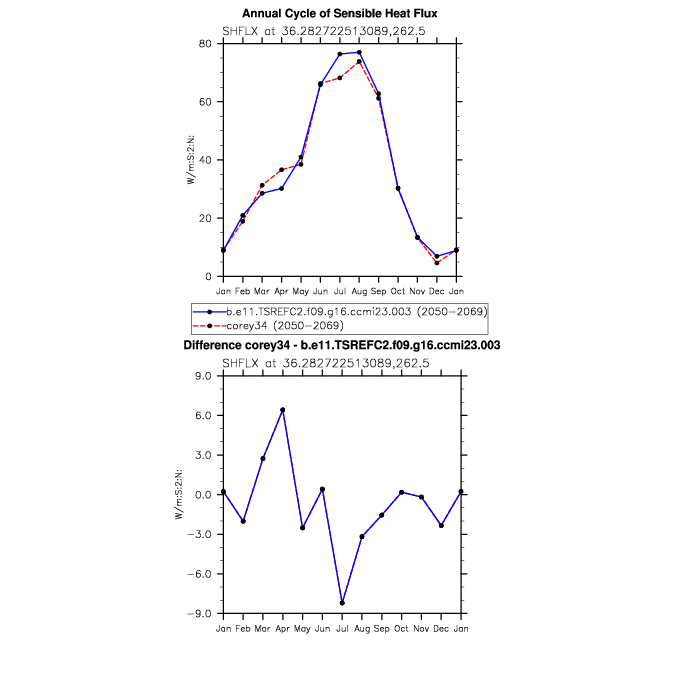 Annual Cycle of Sensible Heat Flux
SHFLX at 36.282722513089,262.5
80
60
40
20
0
W/m:S:2:N:
Jan Feb Mar Apr May Jun Jul Aug Sep Oct Nov Dec Jan
b.e11.TSREFC2.f09.g16.ccmi23.003 (2050-2069)
corey34 (2050-2069)
Difference corey34 - b.e11.TSREFC2.f09.g16.ccmi23.003
SHFLX at 36.282722513089,262.5
9.0
6.0
3.0
0.0
-3.0
-6.0
-9.0
W/m:S:2:N:
Jan Feb Mar Apr May Jun Jul Aug Sep Oct Nov Dec Jan